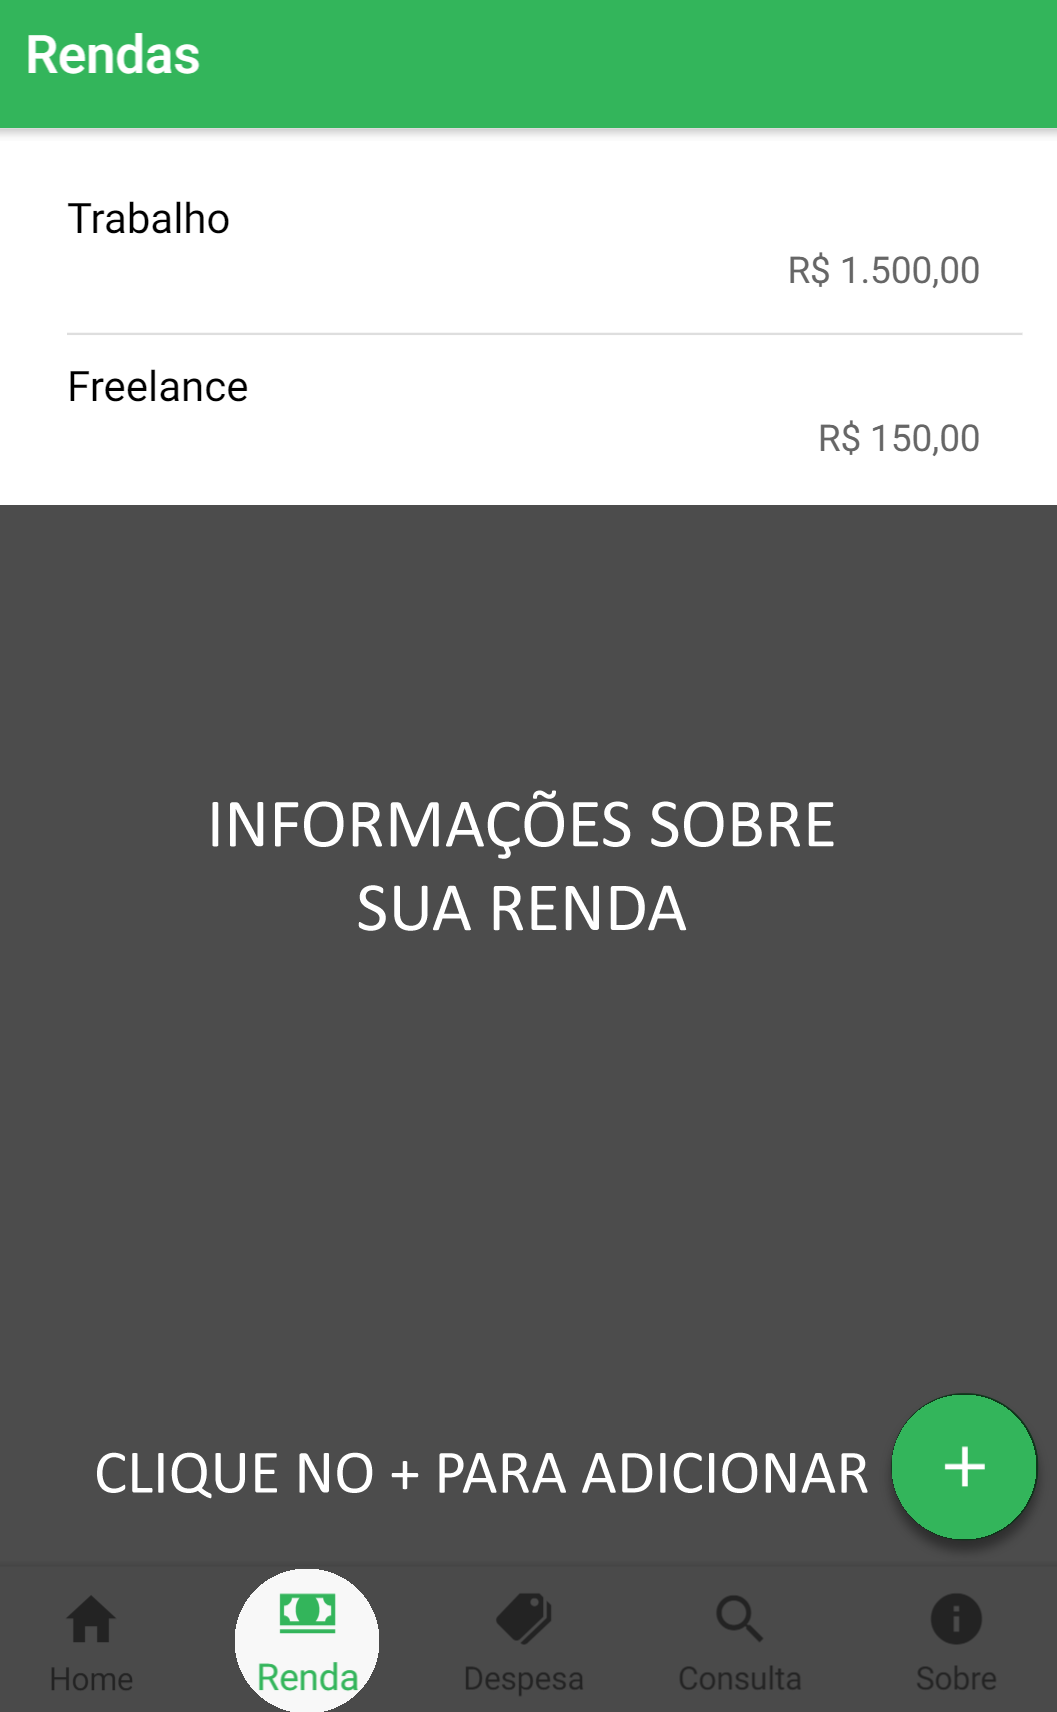 Rendas
Trabalho
R$ 1.500,00
Freelance
R$ 150,00
INFORMAÇÕES SOBRE
SUA RENDA
CLIQUE NO + PARA ADICIONAR
+
Home Renda Despesa Consulta Sobre